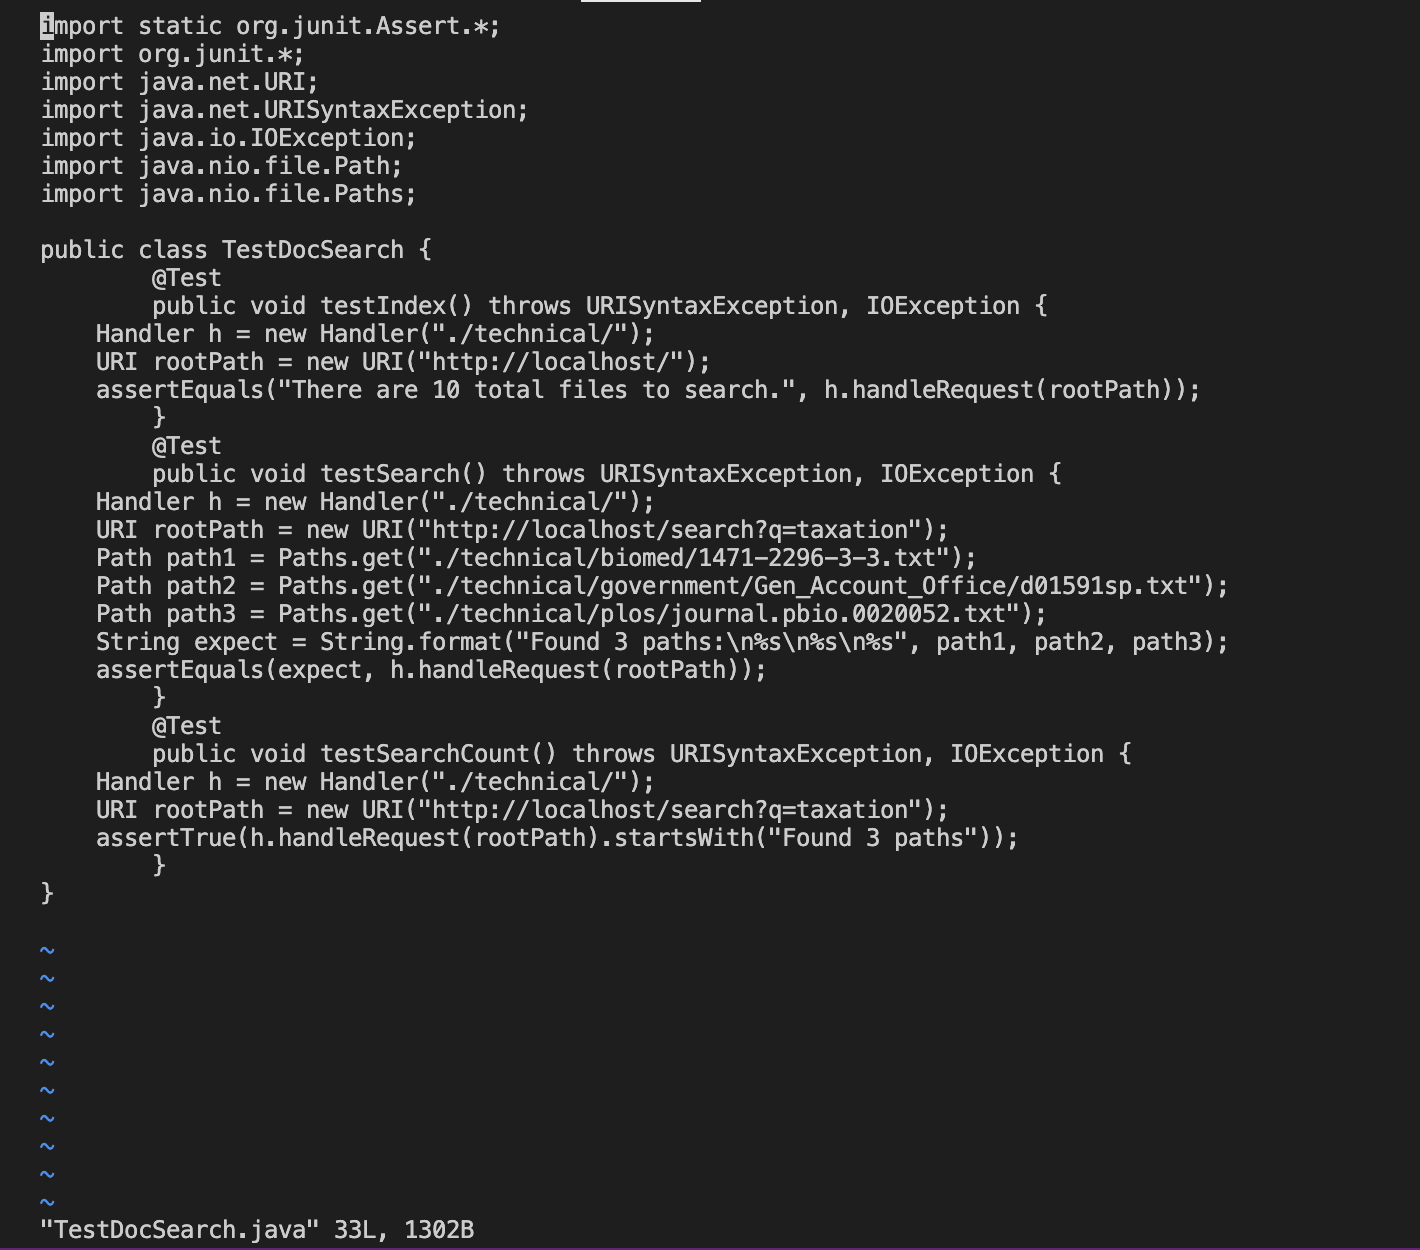 import static org.junit.Assert.*;
import org.junit.*;
import java.net.URI;
import java.net.URISyntaxException;
import java.io.IOException;
import java.nio.file.Path;
import java.nio.file.Paths;

public class TestDocSearch {
        @Test
        public void testIndex() throws URISyntaxException, IOException {
    Handler h = new Handler("./technical/");
    URI rootPath = new URI("http://localhost/");
    assertEquals("There are 10 total files to search.", h.handleRequest(rootPath));
        }
        @Test
        public void testSearch() throws URISyntaxException, IOException {
    Handler h = new Handler("./technical/");
    URI rootPath = new URI("http://localhost/search?q=taxation");
    Path path1 = Paths.get("./technical/biomed/1471-2296-3-3.txt");
    Path path2 = Paths.get("./technical/government/Gen_Account_Office/d01591sp.txt");
    Path path3 = Paths.get("./technical/plos/journal.pbio.0020052.txt");
    String expect = String.format("Found 3 paths:\n%s\n%s\n%s", path1, path2, path3);
    assertEquals(expect, h.handleRequest(rootPath));
        }
        @Test
        public void testSearchCount() throws URISyntaxException, IOException {
    Handler h = new Handler("./technical/");
    URI rootPath = new URI("http://localhost/search?q=taxation");
    assertTrue(h.handleRequest(rootPath).startsWith("Found 3 paths"));
        }
}

~
~
~
~
~
~
~
~
~
~
"TestDocSearch.java" 33L, 1302B